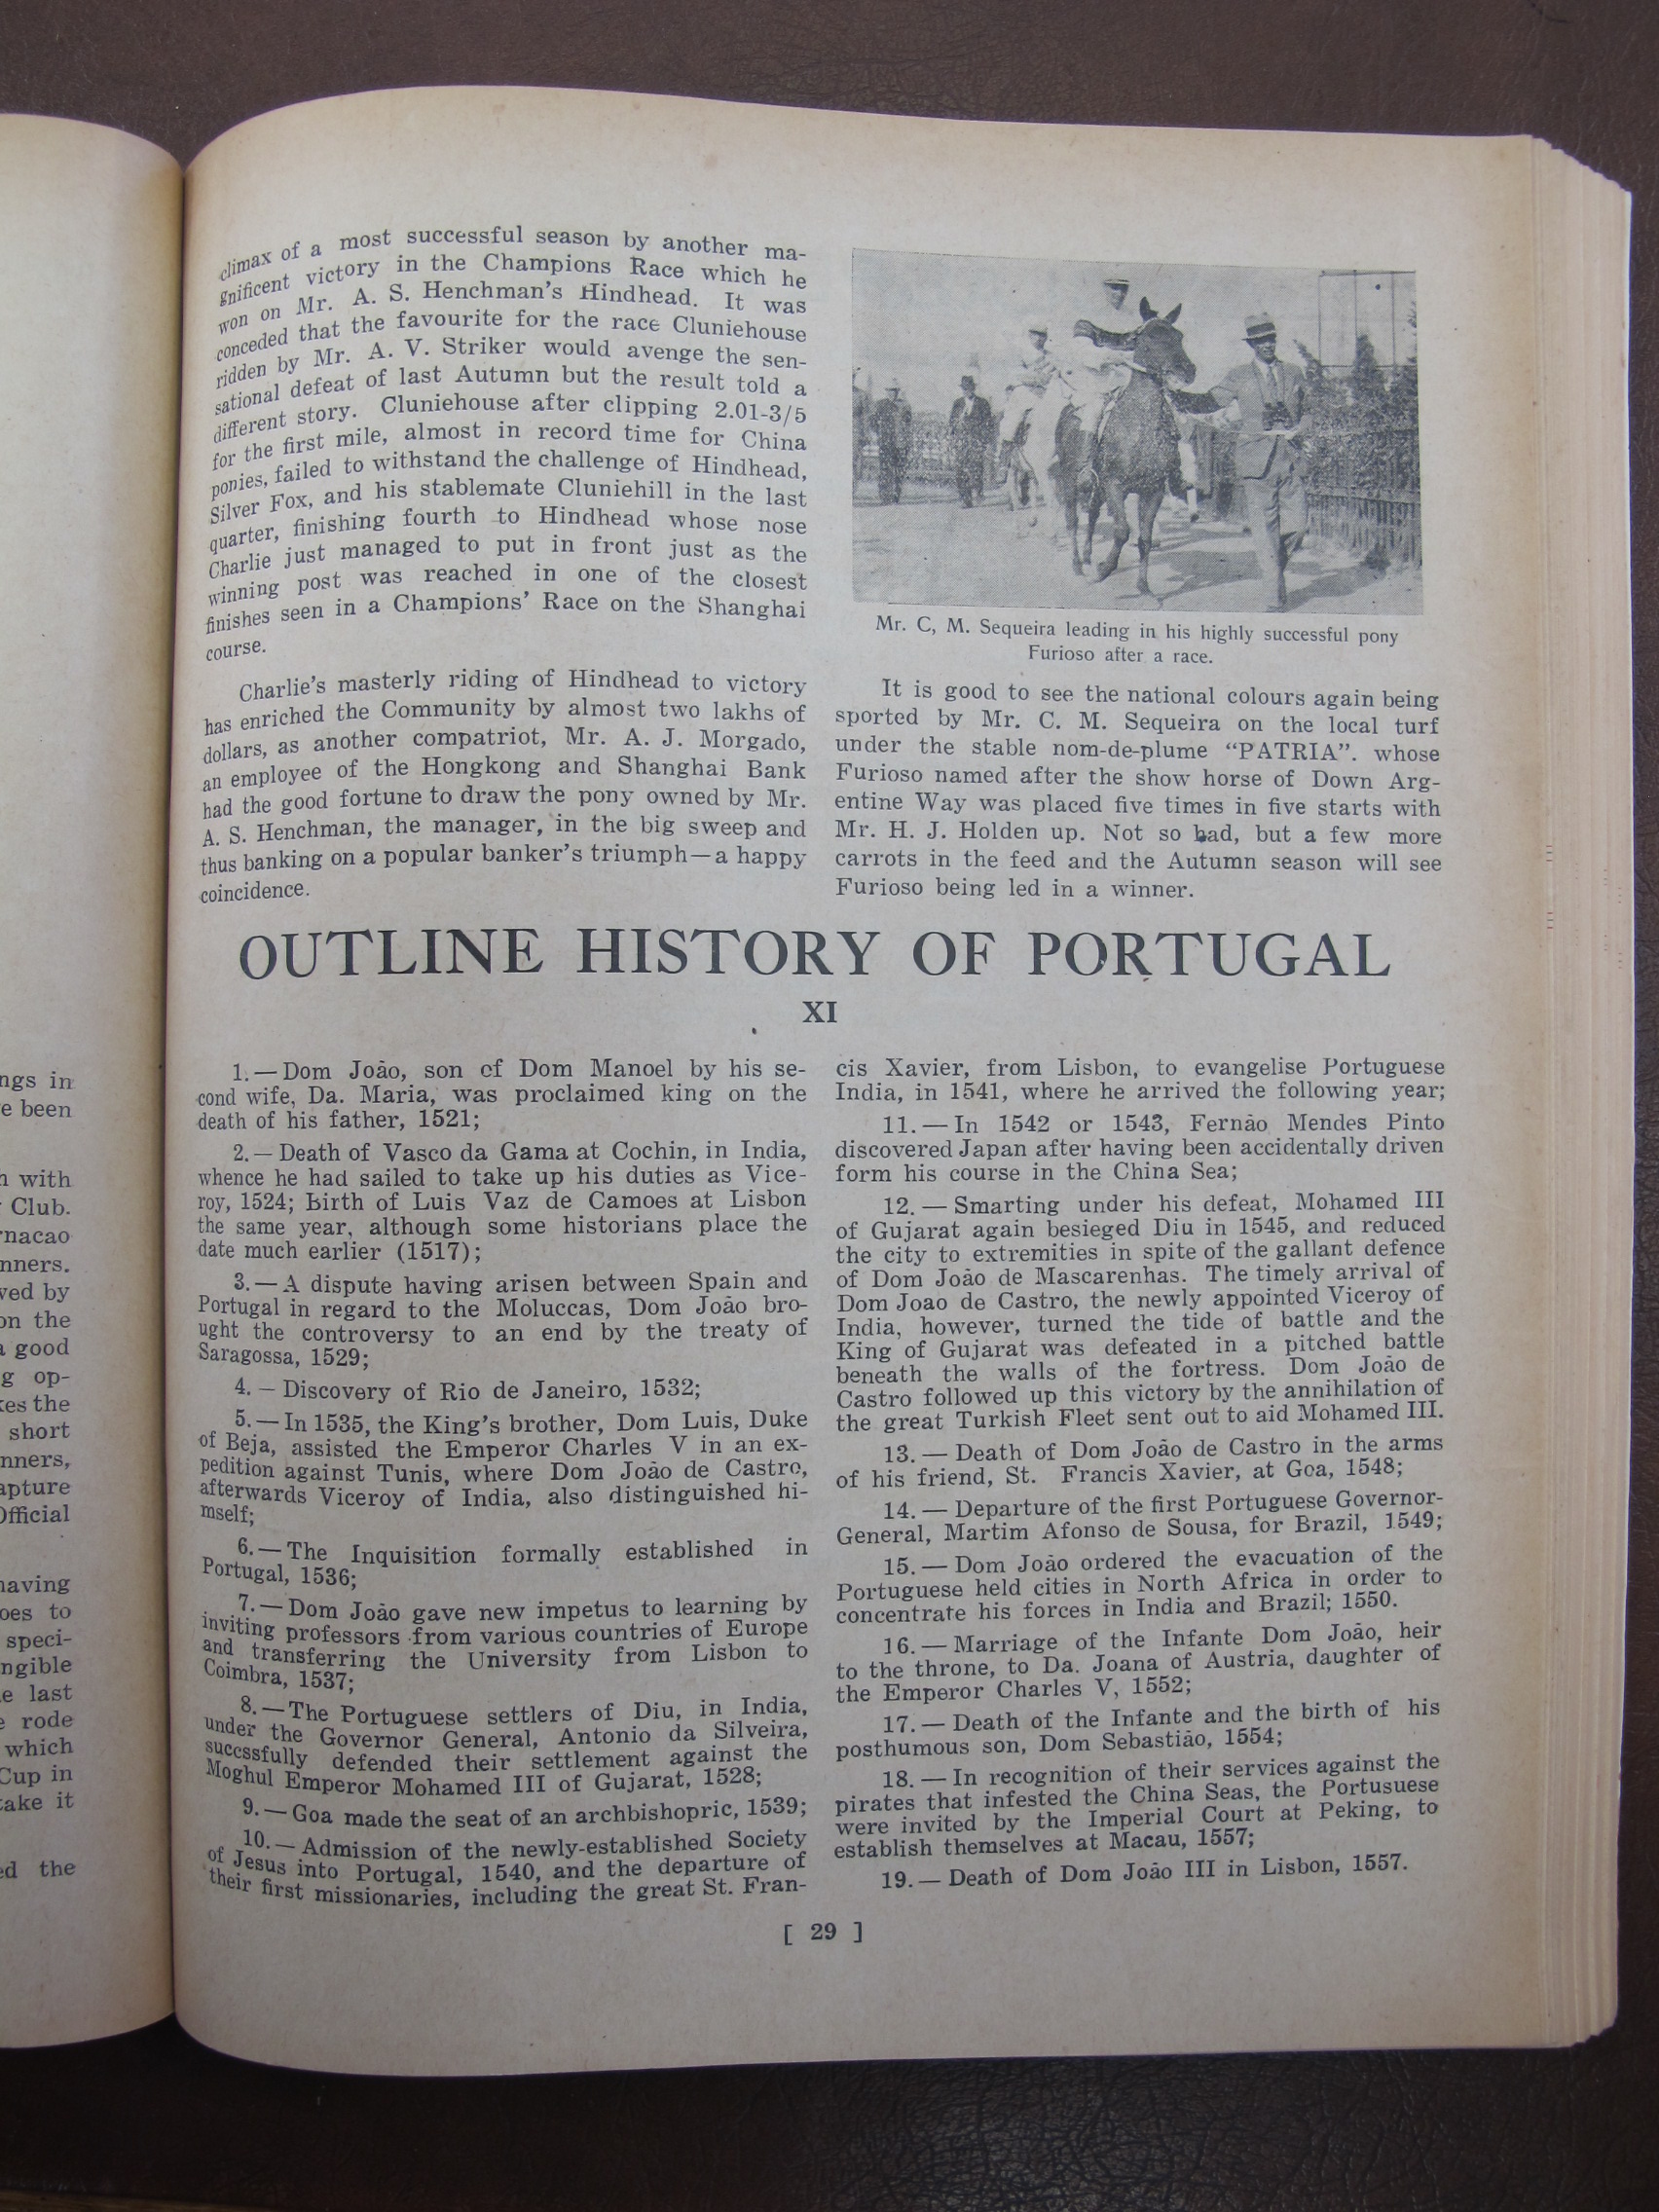 ngs in
e been
n with
Club.
rnacao
nners.
ved by
on the
a good
g op-
kes the
short
nners,
apture
Official
having
oes to
speci-
ngible
e last
e rode
which
Cup in
take it
ed the
climax of a most successful season by another ma-
gnificent victory in the Champions Race which he
won on Mr. A. S. Henchman's Hindhead. It was
conceded that the favourite for the race Cluniehouse
ridden by Mr. A. V. Striker would avenge the sen-
sational defeat of last Autumn but the result told a
different story. Cluniehouse after clipping 2.01-3/5
for the first mile, almost in record time for China
ponies, failed to withstand the challenge of Hindhead,
Silver Fox, and his stablemate Cluniehill in the last
quarter, finishing fourth to Hindhead whose nose
Charlie just managed to put in front just as the
winning post was reached in one of the closest
finishes seen in a Champions' Race on the Shanghai
course.
Charlie's masterly riding of Hindhead to victory
has enriched the Community by almost two lakhs of
dollars, as another compatriot, Mr. A. J. Morgado,
an employee of the Hongkong and Shanghai Bank
had the good fortune to draw the pony owned by Mr.
A. S. Henchman, the manager, in the big sweep and
thus banking on a popular banker's triumph—a happy
coincidence.
Mr. C, M. Sequeira leading in his highly successful pony
Furioso after a race.
It is good to see the national colours again being
sported by Mr. C. M. Sequeira on the local turf
under the stable nom-de-plume "PATRIA". whose
Furioso named after the show horse of Down Arg-
entine Way was placed five times in five starts with
Mr. H. J. Holden up. Not so bad, but a few more
carrots in the feed and the Autumn season will see
Furioso being led in a winner.
OUTLINE HISTORY OF PORTUGAL
XI
1.—Dom João, son of Dom Manoel by his se-
cond wife, Da. Maria, was proclaimed king on the
death of his father, 1521;
2.—Death of Vasco da Gama at Cochin, in India,
whence he had sailed to take up his duties as Vice-
roy, 1524; Birth of Luis Vaz de Camoes at Lisbon
the same year, although some historians place the
date much earlier (1517);
3.—A dispute having arisen between Spain and
Portugal in regard to the Moluccas, Dom João bro-
ught the controversy to an end by the treaty of
Saragossa, 1529;
4.—Discovery of Rio de Janeiro, 1532;
5.—In 1535, the King's brother, Dom Luis, Duke
of Beja, assisted the Emperor Charles V in an ex-
pedition against Tunis, where Dom João de Castro,
afterwards Viceroy of India, also distinguished hi-
mself;
6.—The Inquisition formally established in
Portugal, 1536;
7.—Dom João gave new impetus to learning by
inviting professors from various countries of Europe
and transferring the University from Lisbon to
Coimbra, 1537;
8.—The Portuguese settlers of Diu, in India,
under the Governor General, Antonio da Silveira,
succssfully defended their settlement against the
Moghul Emperor Mohamed III of Gujarat, 1528;
9.—Goa made the seat of an archbishopric, 1539;
10.—Admission of the newly-established Society
of Jesus into Portugal, 1540, and the departure of
their first missionaries, including the great St. Fran-
cis Xavier, from Lisbon, to evangelise Portuguese
India, in 1541, where he arrived the following year;
11.—In 1542 or 1543, Fernão Mendes Pinto
discovered Japan after having been accidentally driven
form his course in the China Sea;
12.—Smarting under his defeat, Mohamed III
of Gujarat again besieged Diu in 1545, and reduced
the city to extremities in spite of the gallant defence
of Dom João de Mascarenhas. The timely arrival of
Dom Joao de Castro, the newly appointed Viceroy of
India, however, turned the tide of battle and the
King of Gujarat was defeated in a pitched battle
beneath the walls of the fortress. Dom João de
Castro followed up this victory by the annihilation of
the great Turkish Fleet sent out to aid Mohamed III.
13.—Death of Dom João de Castro in the arms
of his friend, St. Francis Xavier, at Goa, 1548;
14.—Departure of the first Portuguese Governor-
General, Martim Afonso de Sousa, for Brazil, 1549;
15.—Dom João ordered the evacuation of the
Portuguese held cities in North Africa in order to
concentrate his forces in India and Brazil; 1550.
16.—Marriage of the Infante Dom João, heir
to the throne, to Da. Joana of Austria, daughter of
the Emperor Charles V, 1552;
17.—Death of the Infante and the birth of his
posthumous son, Dom Sebastião, 1554;
18.—In recognition of their services against the
pirates that infested the China Seas, the Portusuese
were invited by the Imperial Court at Peking, to
establish themselves at Macau, 1557;
19.—Death of Dom João III in Lisbon, 1557.
[ 29 ]